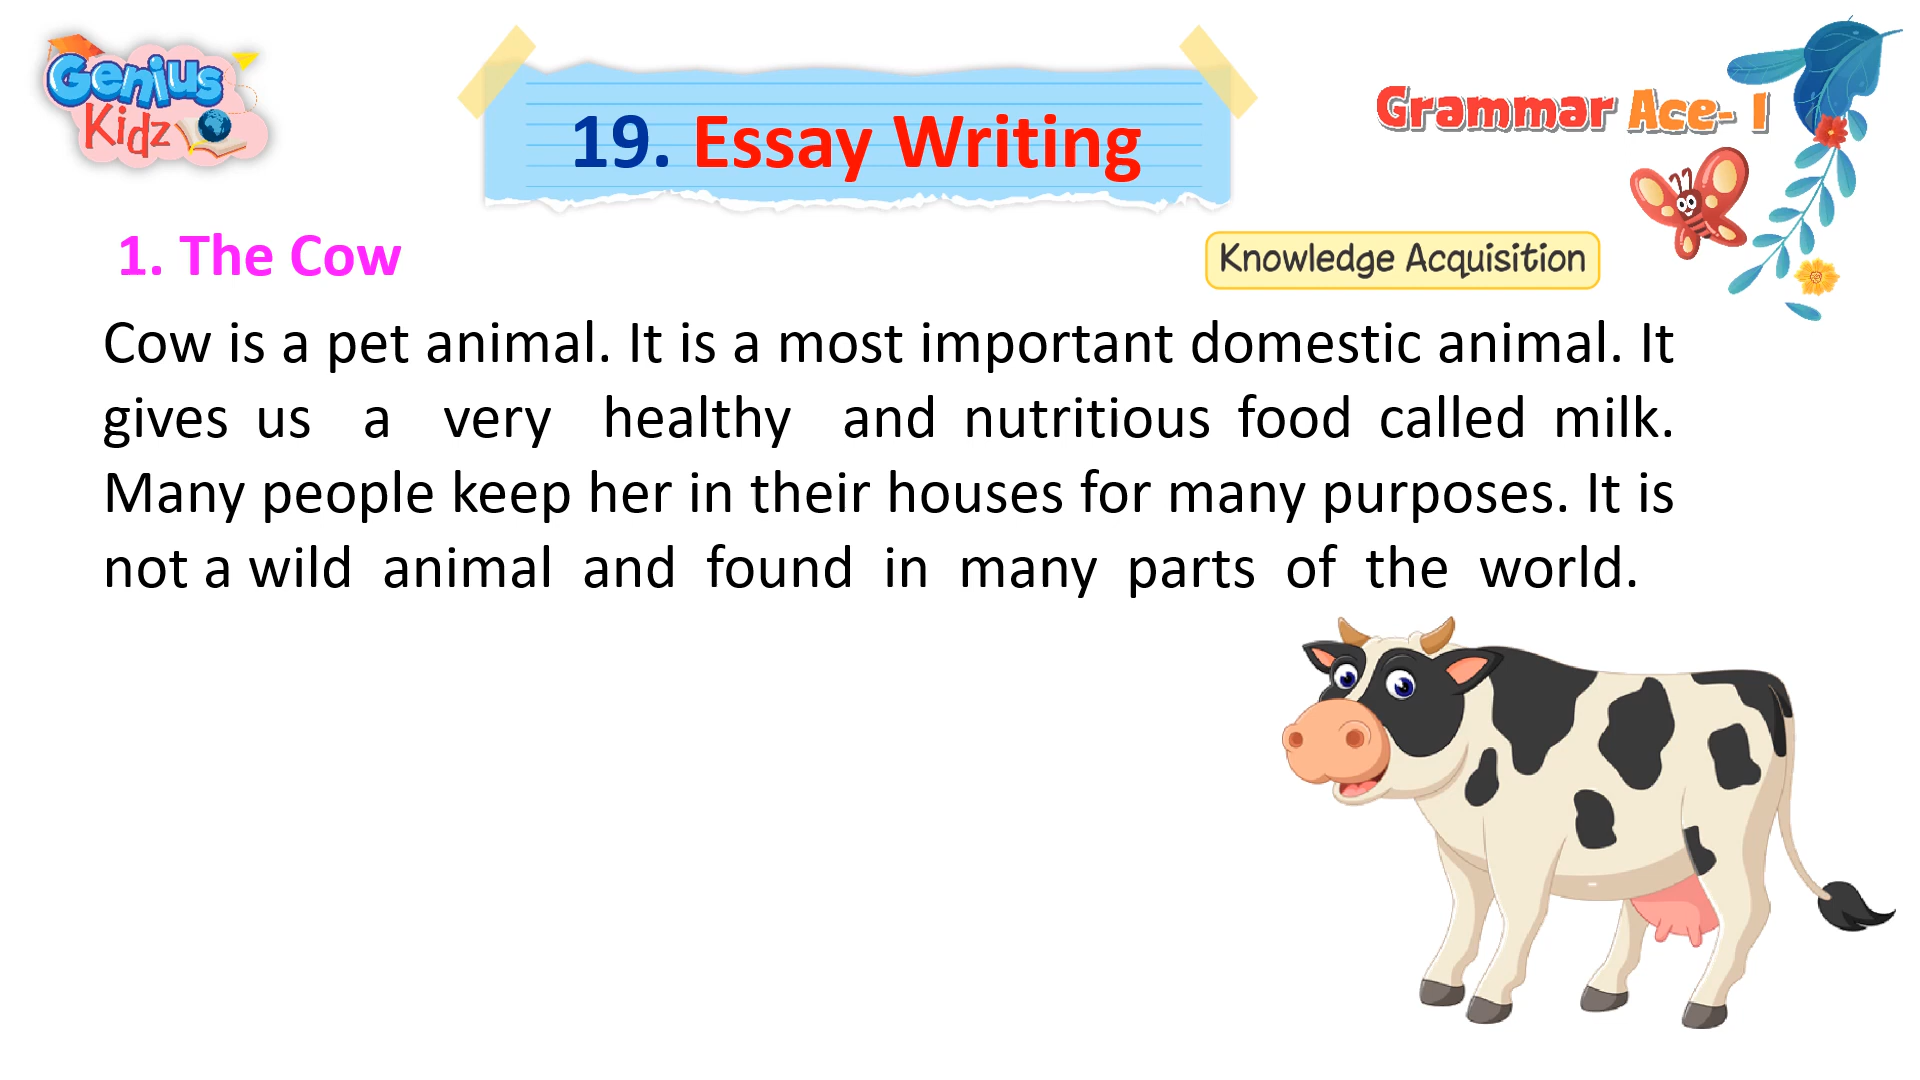 Genius
Kidz
19. Essay Writing
Grammar Ace- 1
1. The Cow
Knowledge Acquisition
Cow is a pet animal. It is a most important domestic animal. It
gives us a very healthy and nutritious food called milk.
Many people keep her in their houses for many purposes. It is
not a wild animal and found in many parts of the world.